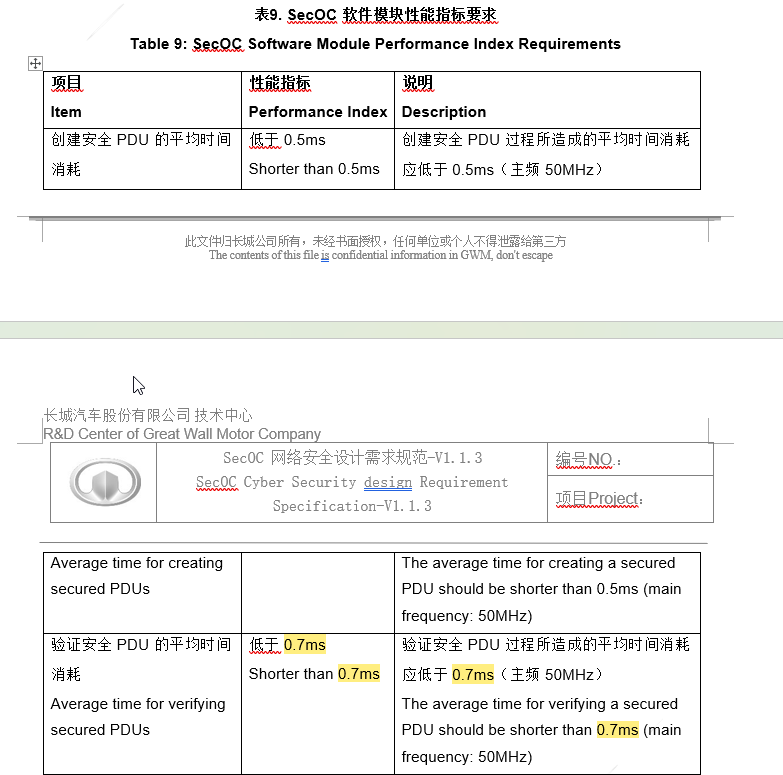 表9. SecOC 软件模块性能指标要求
Table 9: SecOC Software Module Performance Index Requirements
项目
Item
性能指标
Performance Index
说明
Description
创建安全 PDU 的平均时间
消耗
低于 0.5ms
Shorter than 0.5ms
创建安全 PDU 过程所造成的平均时间消耗
应低于 0.5ms（主频 50MHz）
此文件归长城公司所有，未经书面授权，任何单位或个人不得泄露给第三方
The contents of this file is confidential information in GWM, don't escape
长城汽车股份有限公司 技术中心
R&D Center of Great Wall Motor Company
SecOC 网络安全设计需求规范-V1.1.3
SecOC Cyber Security design Requirement
Specification-V1.1.3
编号NO.：
项目Project：
Average time for creating
secured PDUs
The average time for creating a secured
PDU should be shorter than 0.5ms (main
frequency: 50MHz)
验证安全 PDU 的平均时间
消耗
Average time for verifying
secured PDUs
低于 0.7ms
Shorter than 0.7ms
验证安全 PDU 过程所造成的平均时间消耗
应低于 0.7ms（主频 50MHz）
The average time for verifying a secured
PDU should be shorter than 0.7ms (main
frequency: 50MHz)